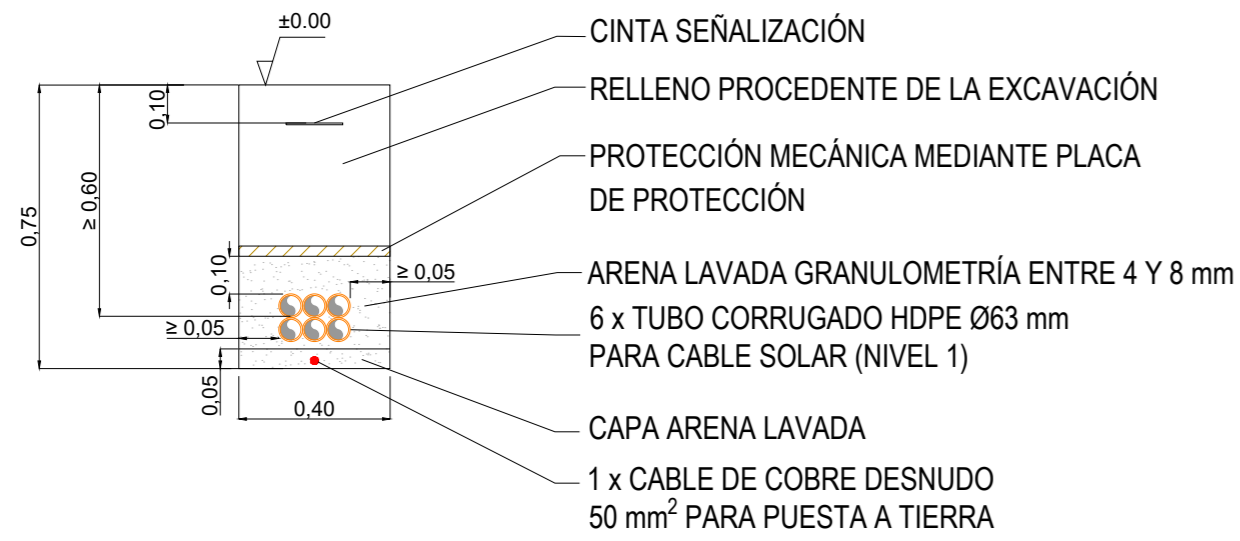 ±0.00
CINTA SEÑALIZACIÓN
RELLENO PROCEDENTE DE LA EXCAVACIÓN
PROTECCIÓN MECÁNICA MEDIANTE PLACA
DE PROTECCIÓN
ARENA LAVADA GRANULOMETRÍA ENTRE 4 Y 8 mm
6 x TUBO CORRUGADO HDPE Ø63 mm
PARA CABLE SOLAR (NIVEL 1)
CAPA ARENA LAVADA
1 x CABLE DE COBRE DESNUDO
50 mm² PARA PUESTA A TIERRA
0,10
≥ 0,60
0,75
0,10
≥ 0,05
≥ 0,05
0,05
0,40